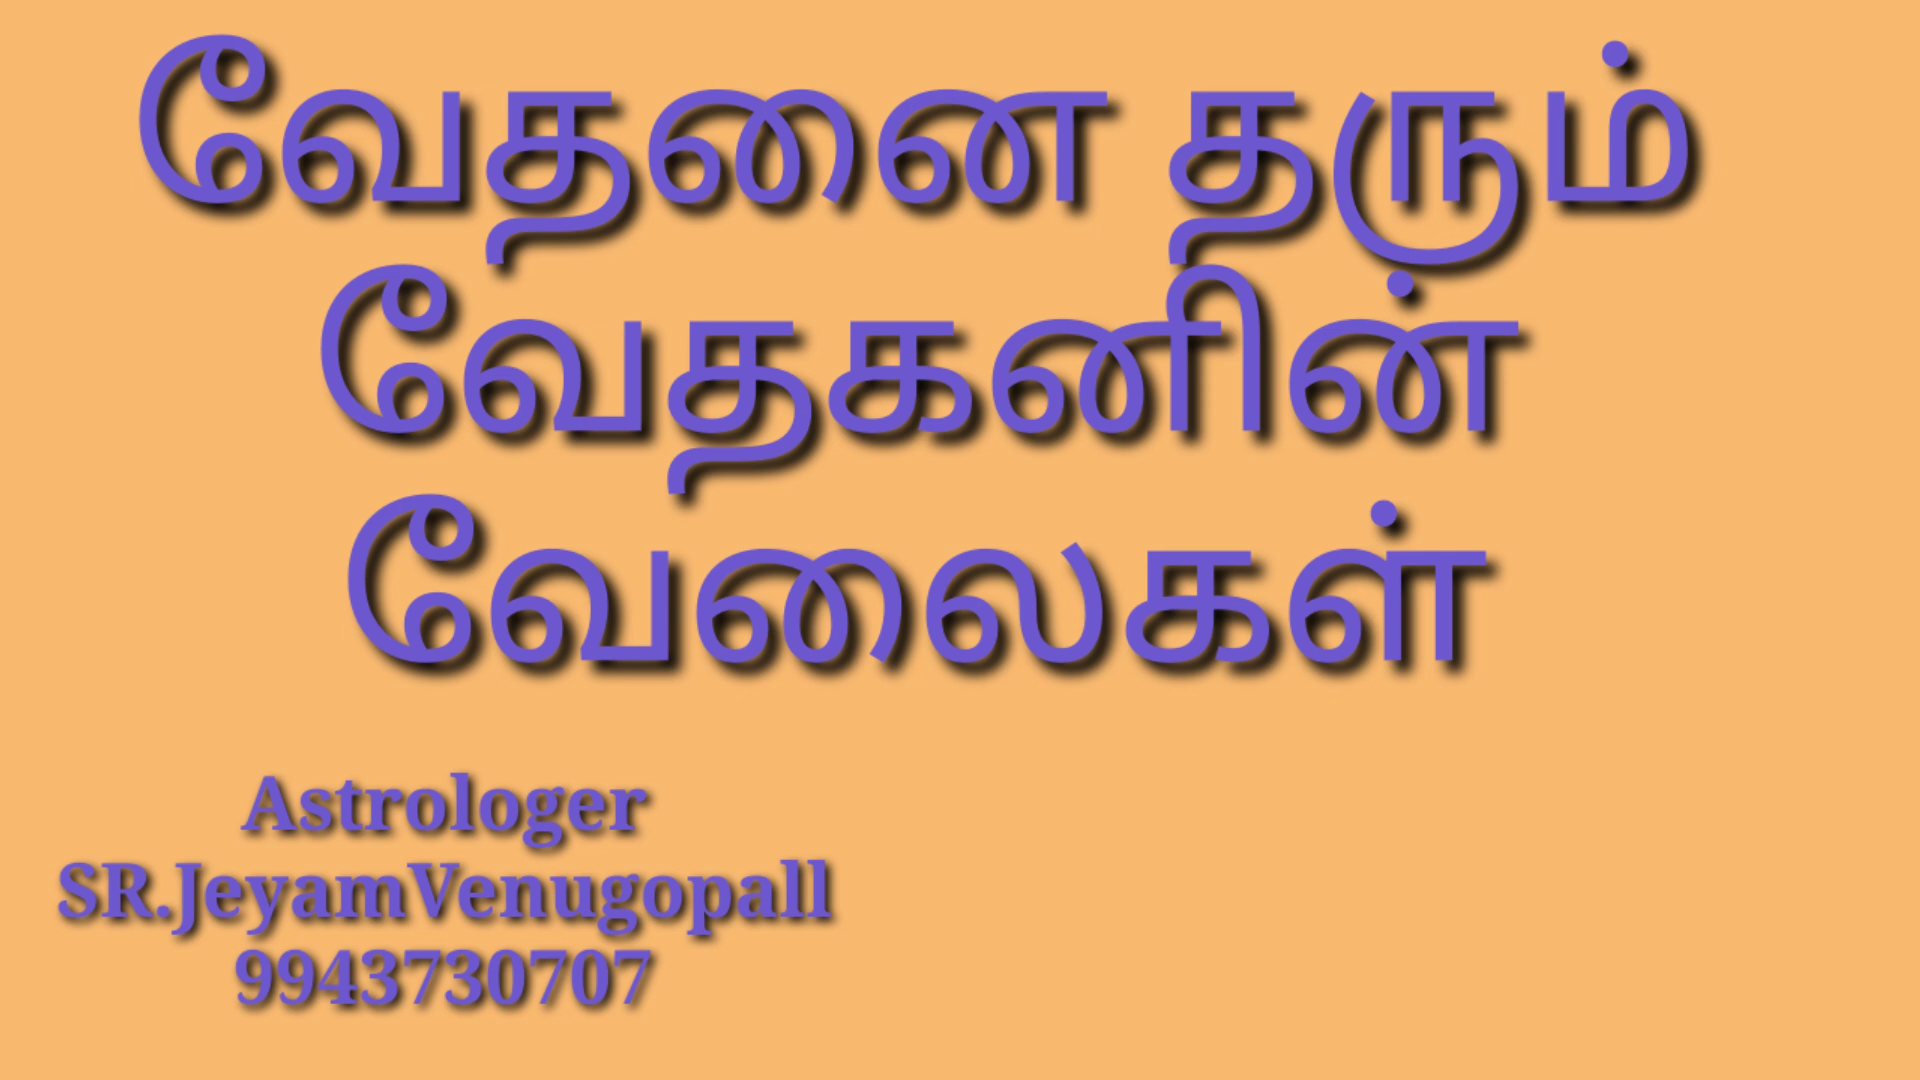 வேதனை தரும்
வேதகனின்
வேலைகள்
Astrologer
SR.JeyamVenugopall
9943730707